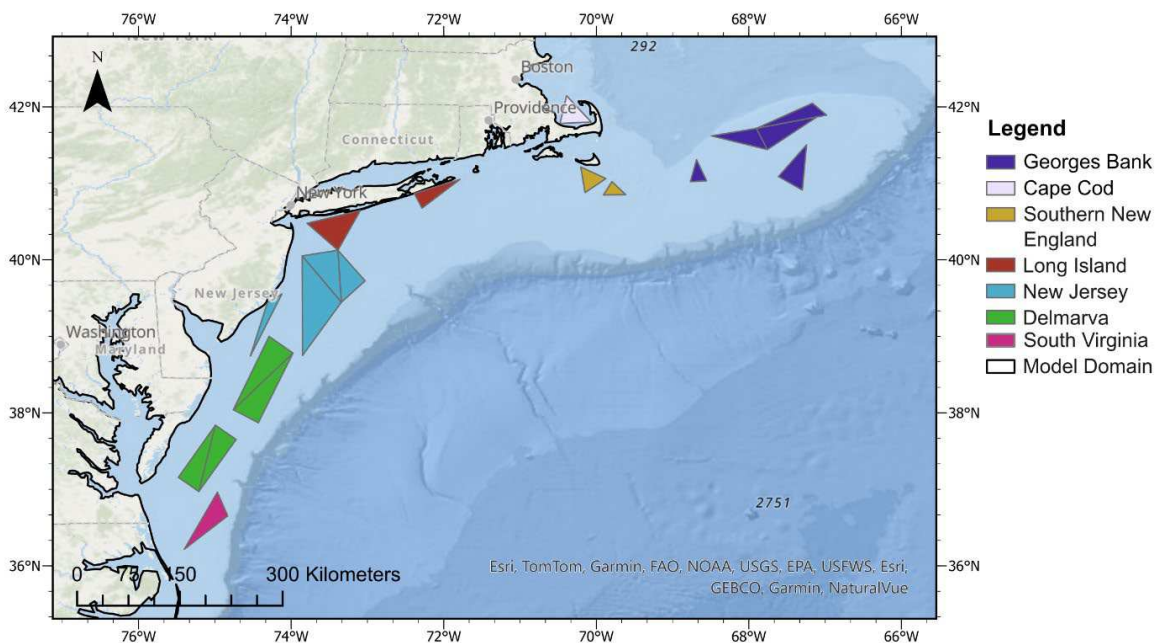 76°W 74°W 72°W 70°W 68°W 66°W
292
N
Boston
42°N 42°N
Providence
Connecticut
New York
40°N 40°N
New Jersey
Washington
Maryland
38°N 38°N
2751
36°N 36°N
0 75 150 300 Kilometers
Esri, TomTom, Garmin, FAO, NOAA, USGS, EPA, USFWS, Esri,
GEBCO, Garmin, NaturalVue
76°W 74°W 72°W 70°W 68°W 66°W
Legend
Georges Bank
Cape Cod
Southern New
England
Long Island
New Jersey
Delmarva
South Virginia
Model Domain